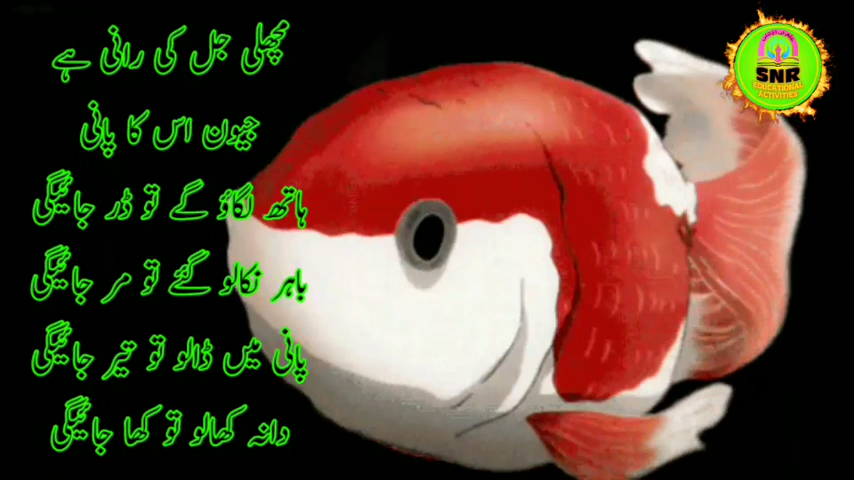 مچھلی جل کی رانی ہے
جیون اس کا پانی
ہاتھ لگاؤ گے تو ڈر جائیگی
باہر نکالو گئے تو مر جائیگی
پانی میں ڈالو تو تیر جائیگی
دانہ کھالو تو کھا جائیگی
SNR
EDUCATIONAL
ACTIVITIES